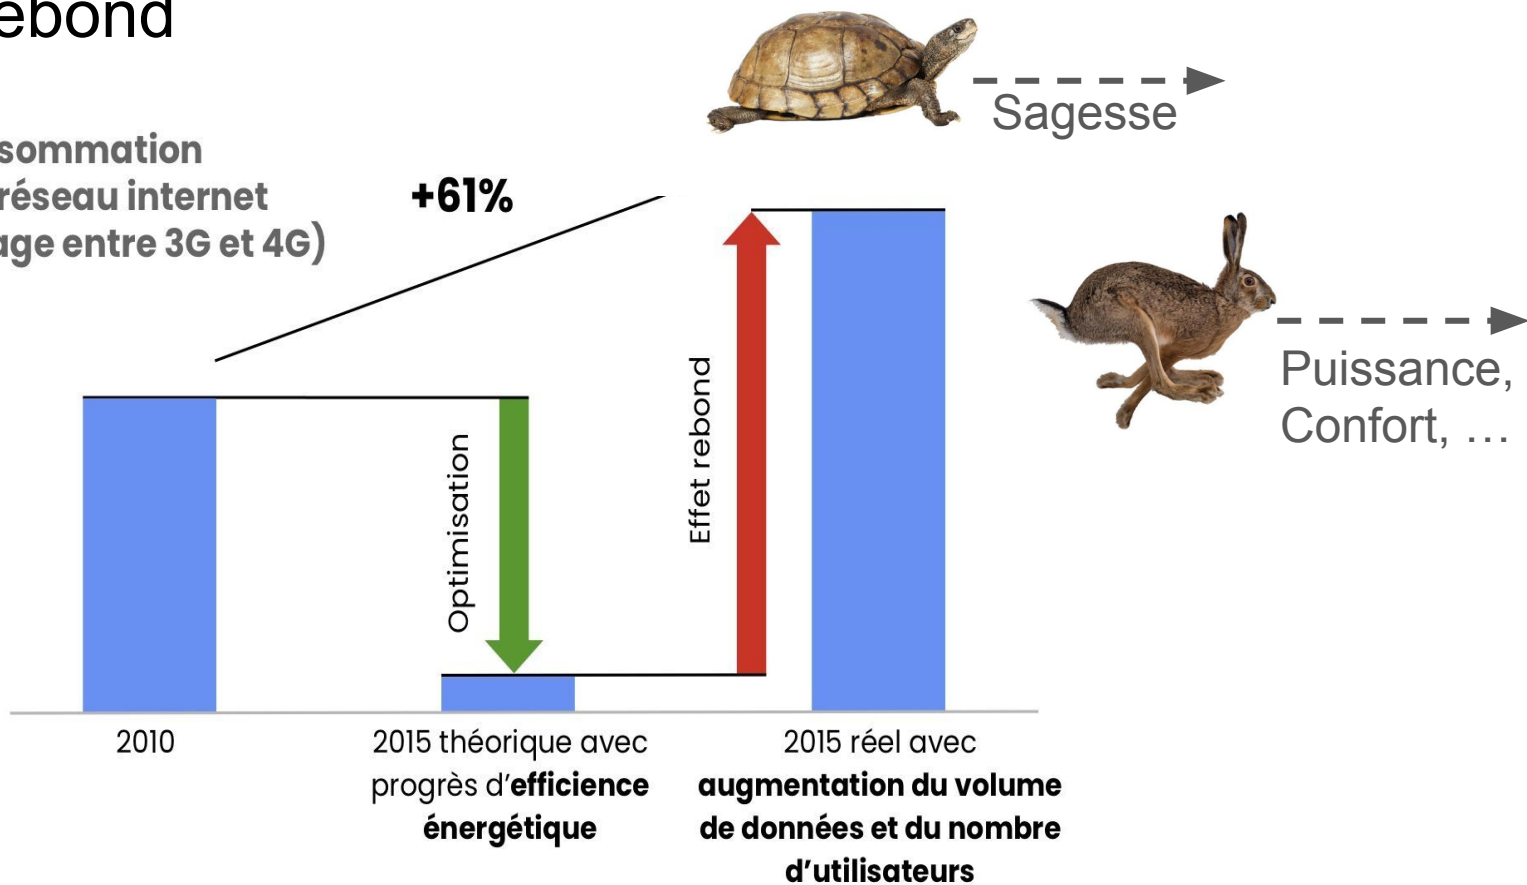 ebond
Sagesse
sommation
réseau internet
age entre 3G et 4G)
+61%
Puissance,
Confort, …
Optimisation
Effet rebond
2010
2015 théorique avec
progrès d’efficience
énergétique
2015 réel avec
augmentation du volume
de données et du nombre
d’utilisateurs